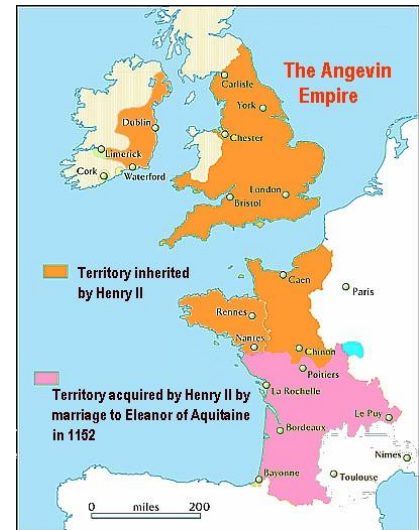 The Angevin
Empire
Carlisle
York
Dublin
Chester
Limerick
Cork
Waterford
London
Bristol
Territory inherited
by Henry II
Caen
Paris
Rennes
Nantes
Chinon
Poitiers
Territory acquired by Henry II by
marriage to Eleanor of Aquitaine
in 1152
La Rochelle
Le Puy
Bordeaux
Nimes
Bayonne
Toulouse
0 miles 200